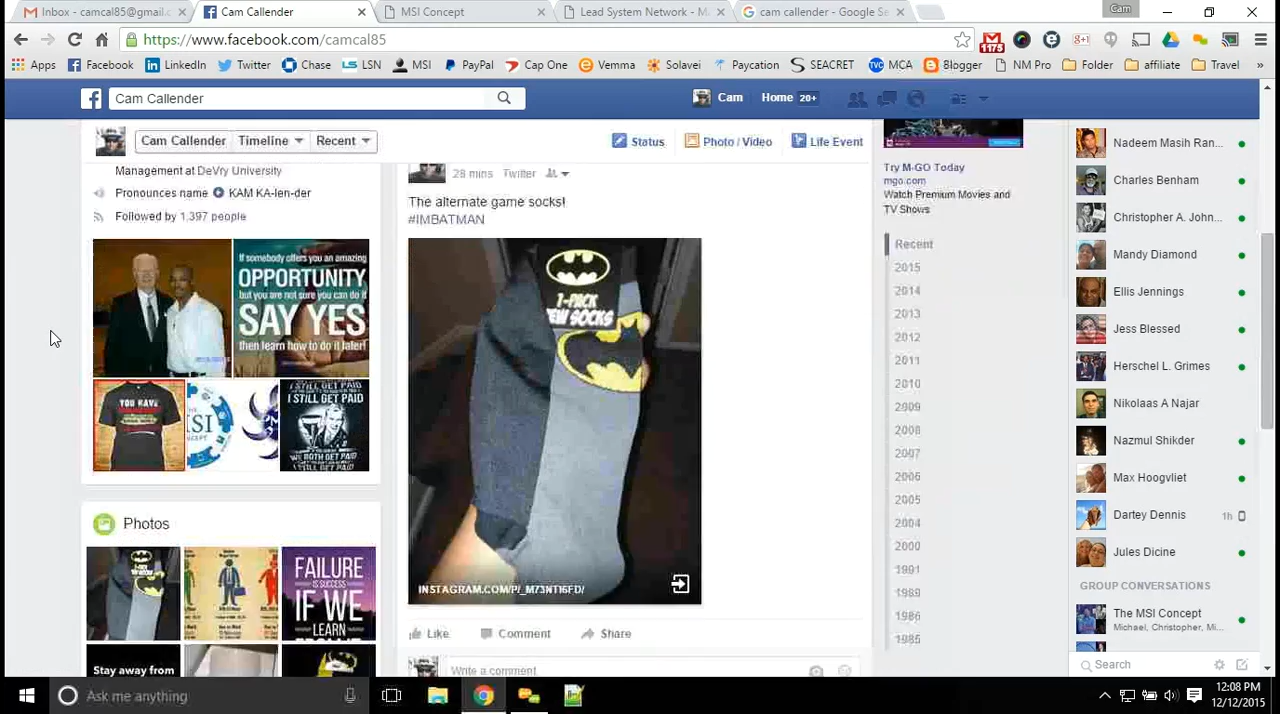 Inbox - camcal85@gmail.c
Cam Callender
MSI Concept
Lead System Network - M
cam callender - Google Se
Cam
https://www.facebook.com/camcal85
1175
Apps
Facebook
LinkedIn
Twitter
Chase
LSN
MSI
PayPal
Cap One
Vemma
Solavei
Paycation
SEACRET
MCA
Blogger
NM Pro
Folder
affiliate
Travel
»
Cam Callender
Cam
Home 20+
Cam Callender
Timeline
Recent
Status
Photo / Video
Life Event
Management at DeVry University
Pronounces name KAM KA-len-der
Followed by 1,397 people
If somebody offers you an amazing
OPPORTUNITY
but you are not sure you can do it
SAY YES
then learn how to do it later!
YOU HAVE
I STILL GET PAID
WE BOTH GET PAID
Photos
FAILURE
IS SUCCESS
IF WE
LEARN
Stay away from
28 mins Twitter
The alternate game socks!
#IMBATMAN
1-PACK
CREW SOCKS
INSTAGRAM.COM/P/_M73NT16FD/
Like
Comment
Share
Write a comment
Try M-GO Today
mgo.com
Watch Premium Movies and
TV Shows
Recent
2015
2014
2013
2012
2011
2010
2009
2008
2007
2006
2005
2004
2000
1991
1989
1986
1985
Nadeem Masih Ran...
Charles Benham
Christopher A. John...
Mandy Diamond
Ellis Jennings
Jess Blessed
Herschel L. Grimes
Nikolaas A Najar
Nazmul Shikder
Max Hoogvliet
Dartey Dennis 1h
Jules Dicine
GROUP CONVERSATIONS
The MSI Concept
Michael, Christopher, Mi...
Search
Ask me anything
12:08 PM
12/12/2015